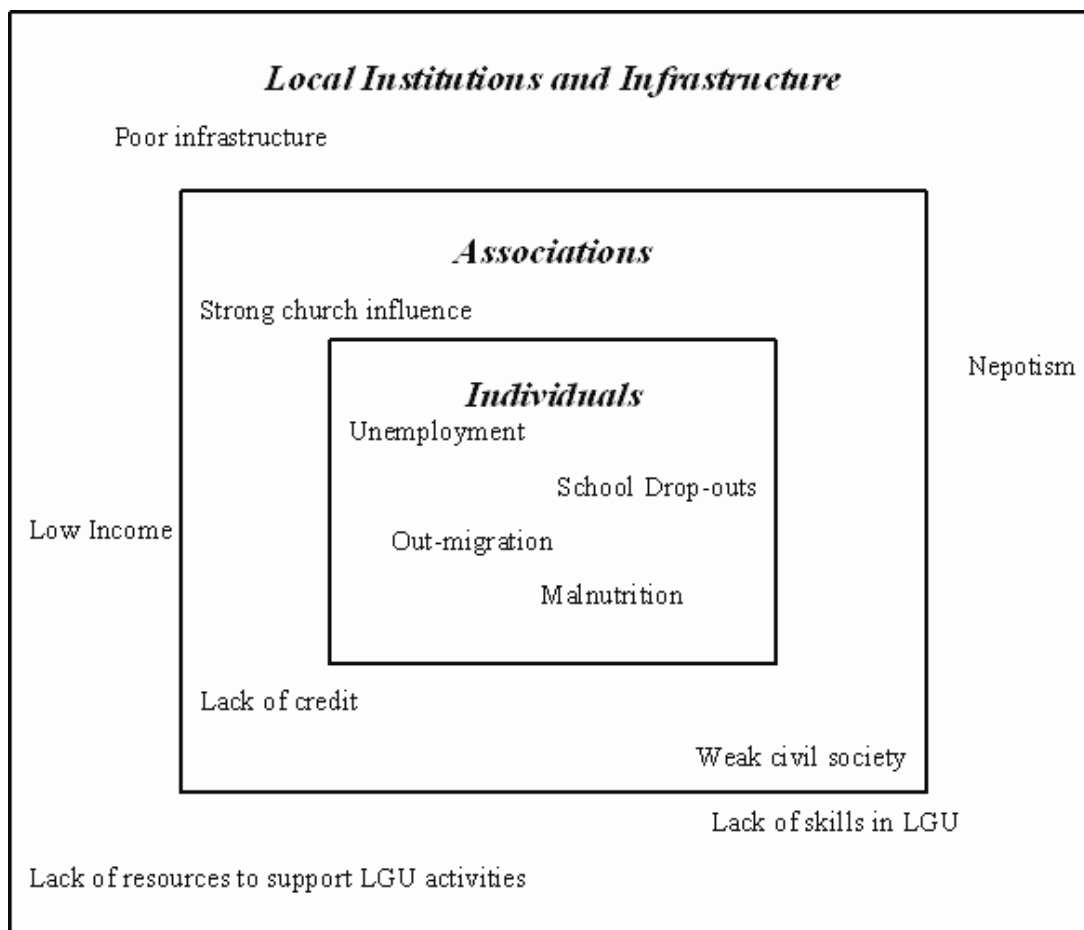 Local Institutions and Infrastructure
Poor infrastructure
Associations
Strong church influence
Nepotism
Individuals
Unemployment
School Drop-outs
Low Income
Out-migration
Malnutrition
Lack of credit
Weak civil society
Lack of skills in LGU
Lack of resources to support LGU activities